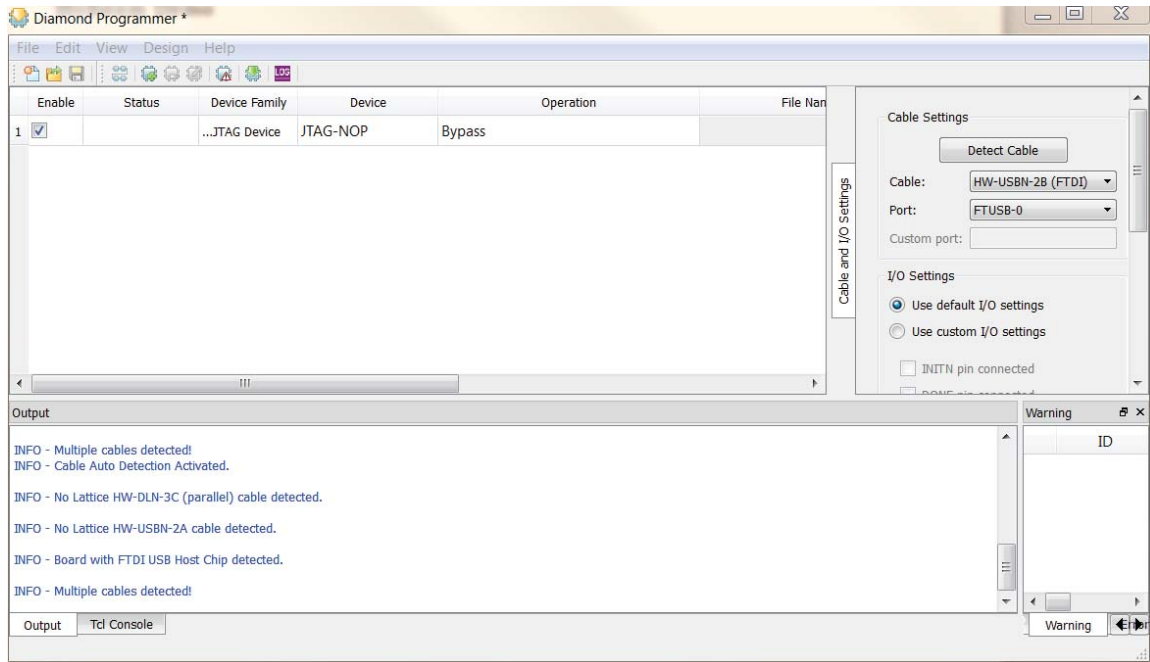 Diamond Programmer *
File Edit View Design Help
LOG
Enable Status Device Family Device Operation File Nan
1 ...JTAG Device JTAG-NOP Bypass
Cable and I/O Settings
Cable Settings
Detect Cable
Cable: HW-USBN-2B (FTDI)
Port: FTUSB-0
Custom port:
I/O Settings
Use default I/O settings
Use custom I/O settings
INITN pin connected
Output
INFO - Multiple cables detected!
INFO - Cable Auto Detection Activated.
INFO - No Lattice HW-DLN-3C (parallel) cable detected.
INFO - No Lattice HW-USBN-2A cable detected.
INFO - Board with FTDI USB Host Chip detected.
INFO - Multiple cables detected!
Output Tcl Console
Warning
ID
Warning